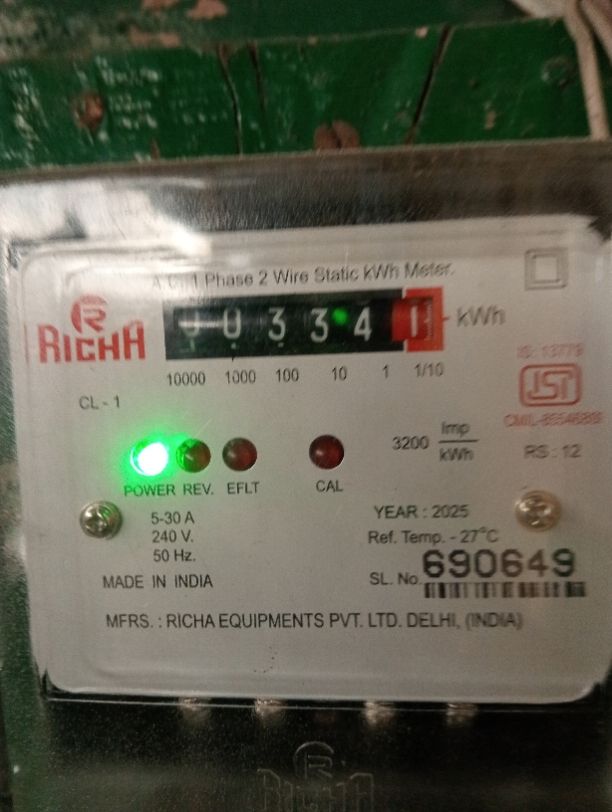 A.C. 1 Phase 2 Wire Static kWh Meter.
R
RICHA
0 0 3 3 4 1 kWh
10000 1000 100 10 1 1/10
IS: 13779
ISI
CL - 1
3200 Imp
kWh
RS : 12
POWER REV. EFLT CAL
5-30 A
240 V.
50 Hz.
YEAR : 2025
Ref. Temp. - 27°C
SL. No. 690649
MADE IN INDIA
MFRS. : RICHA EQUIPMENTS PVT. LTD. DELHI, (INDIA)
R
RICHA